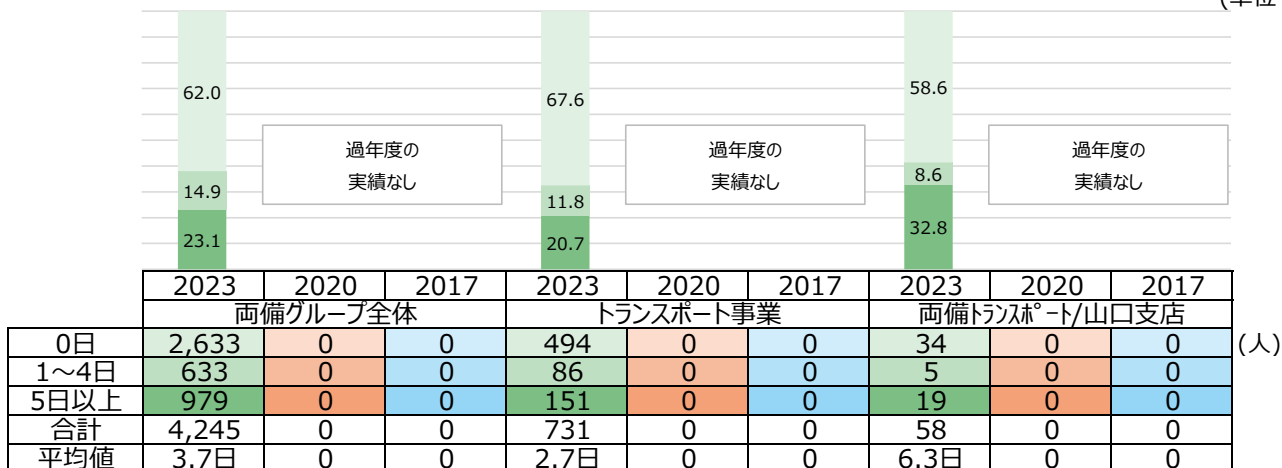 (単位
62.0 67.6 58.6
過年度の 過年度の 過年度の
実績なし 実績なし 実績なし
14.9 11.8 8.6
23.1 20.7 32.8
2023 2020 2017 2023 2020 2017 2023 2020 2017
両備グループ全体 トランスポート事業 両備トランスポート/山口支店
0日 2,633 0 0 494 0 0 34 0 0 (人)
1～4日 633 0 0 86 0 0 5 0 0
5日以上 979 0 0 151 0 0 19 0 0
合計 4,245 0 0 731 0 0 58 0 0
平均値 3.7日 0 0 2.7日 0 0 6.3日 0 0